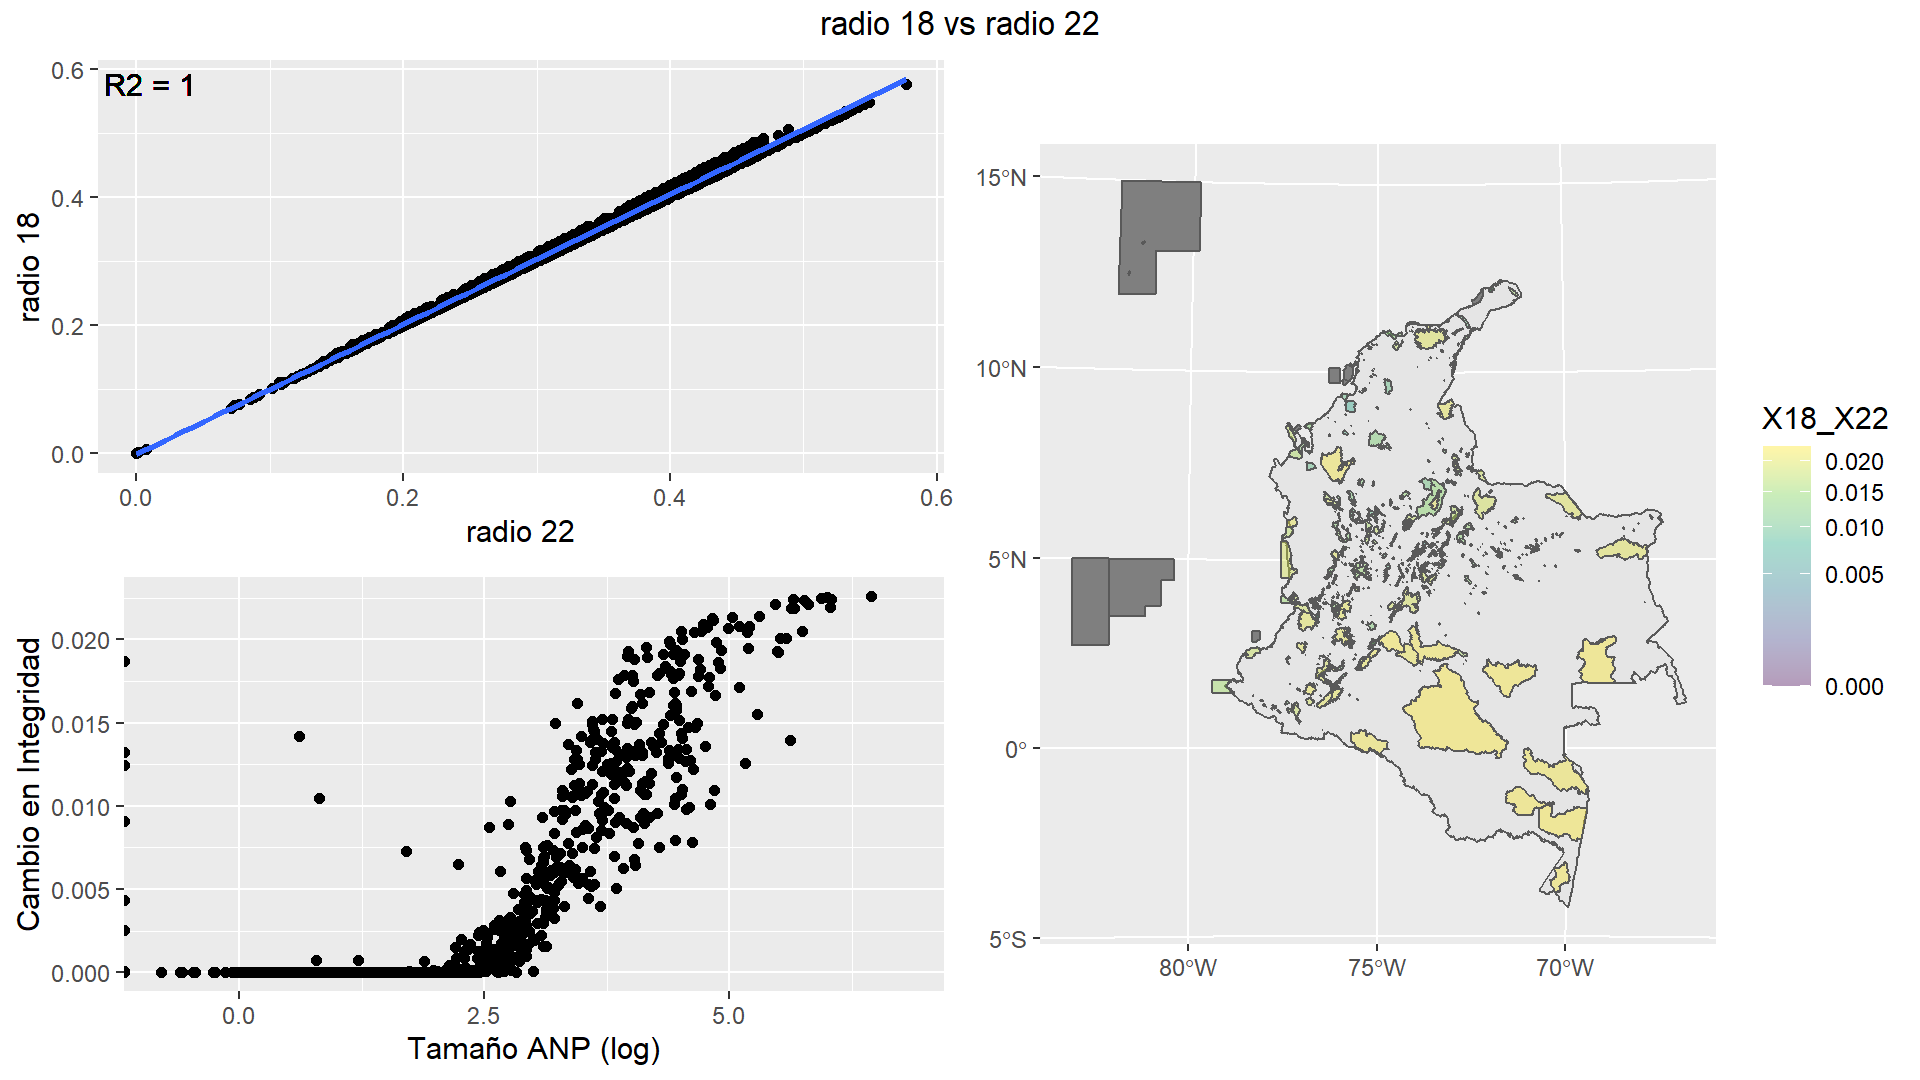 radio 18 vs radio 22
R2 = 1
0.6
0.4
0.2
0.0
radio 18
0.0 0.2 0.4 0.6
radio 22
0.020
0.015
0.010
0.005
0.000
Cambio en Integridad
0.0 2.5 5.0
Tamaño ANP (log)
15°N
10°N
5°N
0°
5°S
80°W 75°W 70°W
X18_X22
0.020
0.015
0.010
0.005
0.000